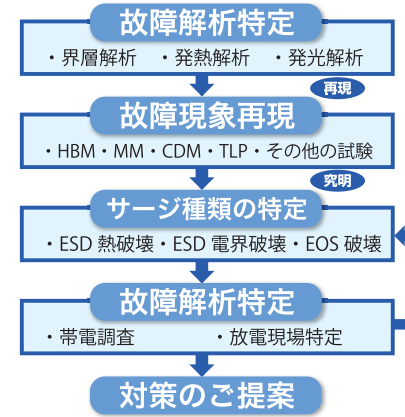 故障解析特定
・界層解析　・発熱解析　・発光解析
再現
故障現象再現
・HBM・MM・CDM・TLP・その他の試験
究明
サージ種類の特定
・ESD 熱破壊・ESD 電界破壊・EOS 破壊
故障解析特定
・帯電調査　・放電現場特定
対策のご提案